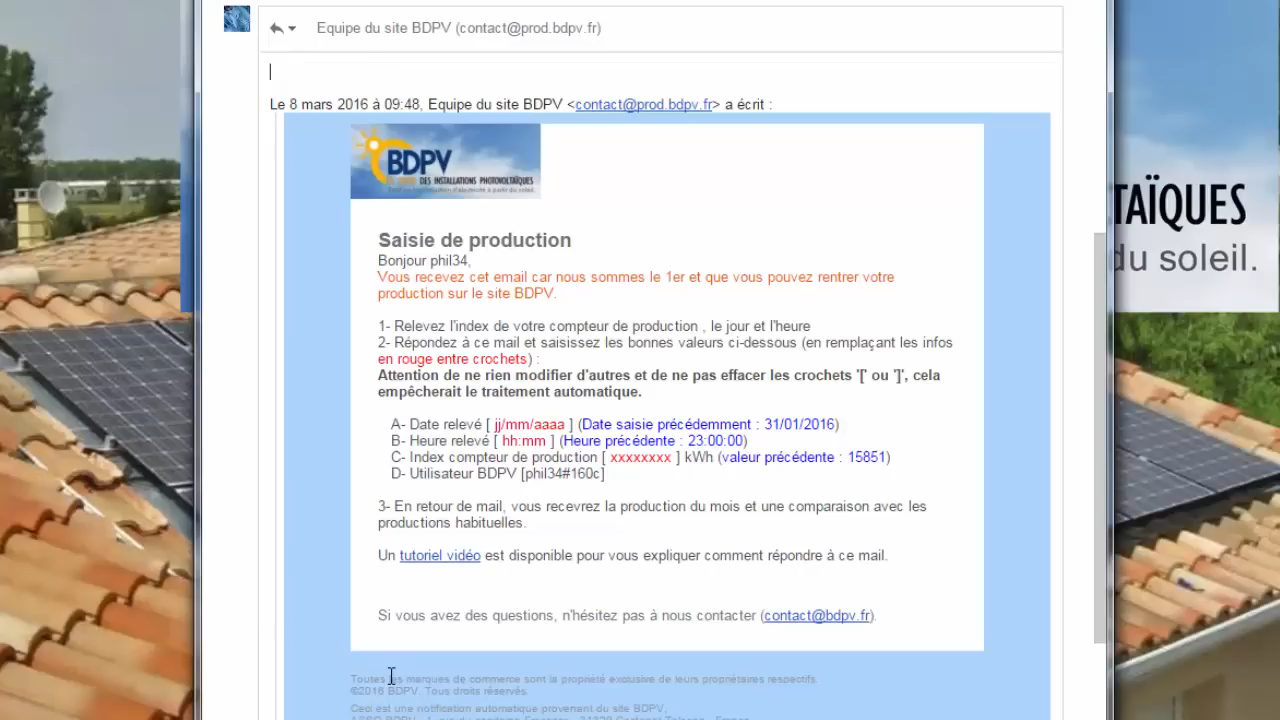 Equipe du site BDPV (contact@prod.bdpv.fr)
Le 8 mars 2016 à 09:48, Equipe du site BDPV <contact@prod.bdpv.fr> a écrit :
BDPV
DES INSTALLATIONS PHOTOVOLTAÏQUES
d'électricité à partir du soleil.
TAÏQUES
du soleil.
Saisie de production
Bonjour phil34,
Vous recevez cet email car nous sommes le 1er et que vous pouvez rentrer votre
production sur le site BDPV.
1- Relevez l'index de votre compteur de production , le jour et l'heure
2- Répondez à ce mail et saisissez les bonnes valeurs ci-dessous (en remplaçant les infos
en rouge entre crochets) :
Attention de ne rien modifier d'autres et de ne pas effacer les crochets '[' ou ']', cela
empêcherait le traitement automatique.
A- Date relevé [ jj/mm/aaaa ] (Date saisie précédemment : 31/01/2016)
B- Heure relevé [ hh:mm ] (Heure précédente : 23:00:00)
C- Index compteur de production [ xxxxxxxx ] kWh (valeur précédente : 15851)
D- Utilisateur BDPV [phil34#160c]
3- En retour de mail, vous recevrez la production du mois et une comparaison avec les
productions habituelles.
Un tutoriel vidéo est disponible pour vous expliquer comment répondre à ce mail.
Si vous avez des questions, n'hésitez pas à nous contacter (contact@bdpv.fr).
Toutes les marques de commerce sont la propriété exclusive de leurs propriétaires respectifs
©2016 BDPV. Tous droits réservés.
Ceci est une notification automatique provenant du site BDPV,